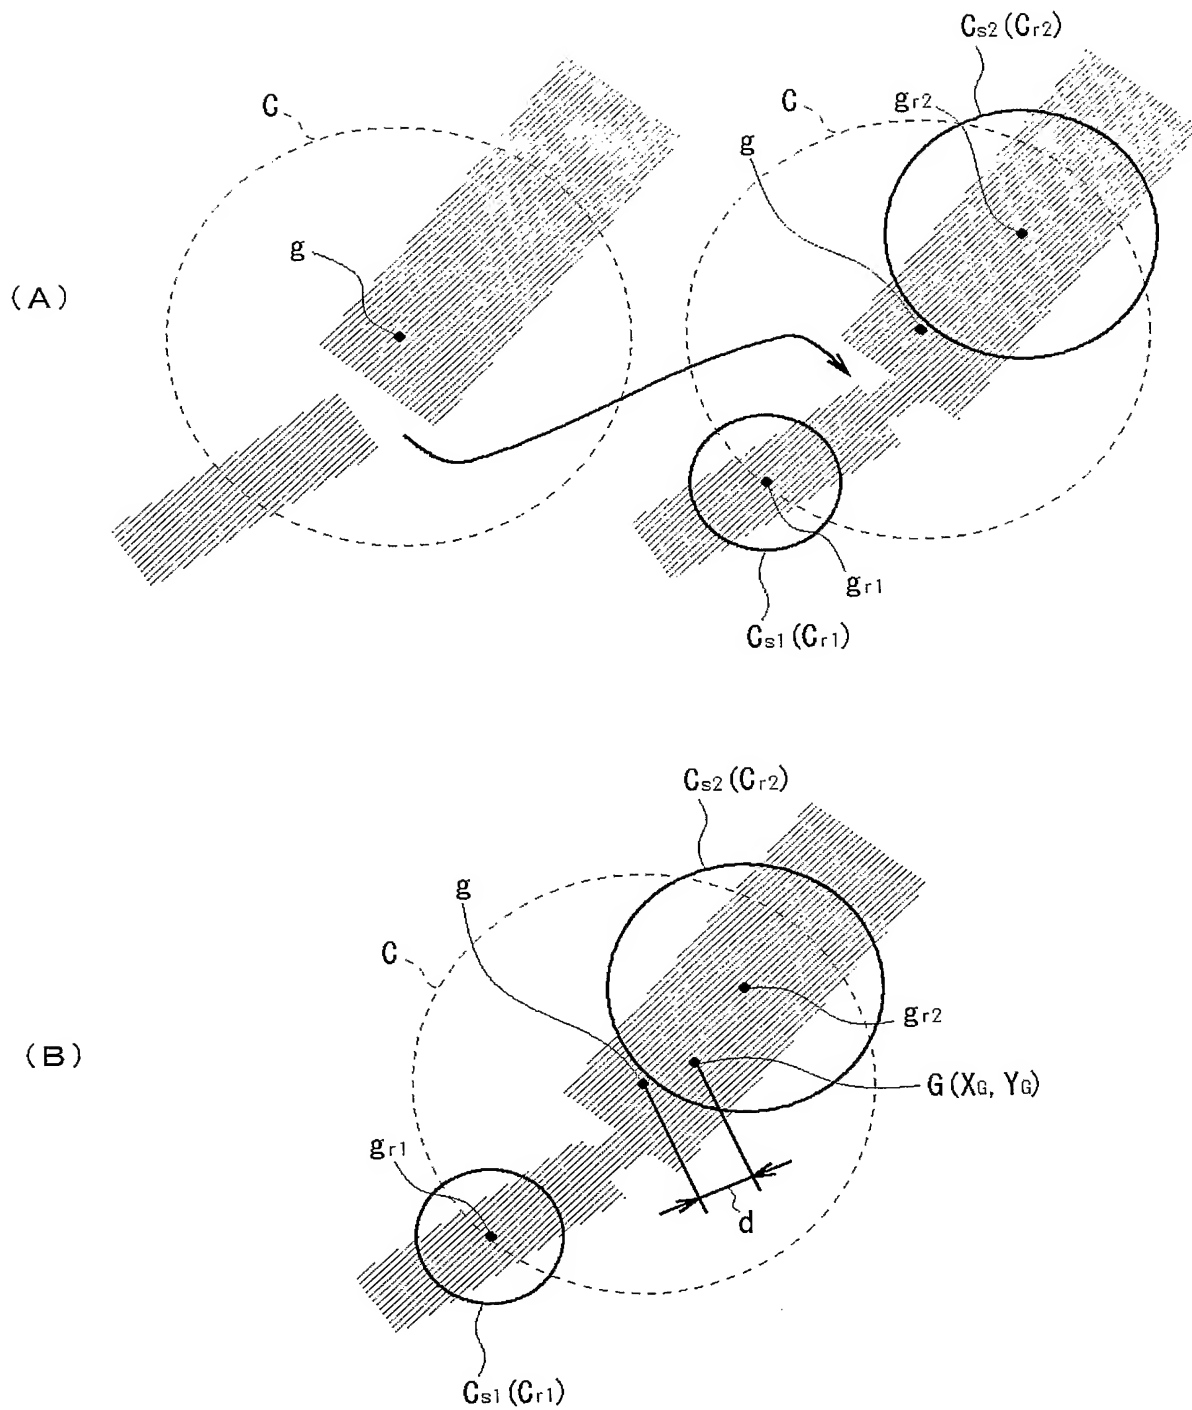 Cs2(Cr2)
C
C
gr2
g
g
(A)
gr1
Cs1(Cr1)
Cs2(Cr2)
g
C
gr2
(B)
G(XG, YG)
gr1
d
Cs1(Cr1)